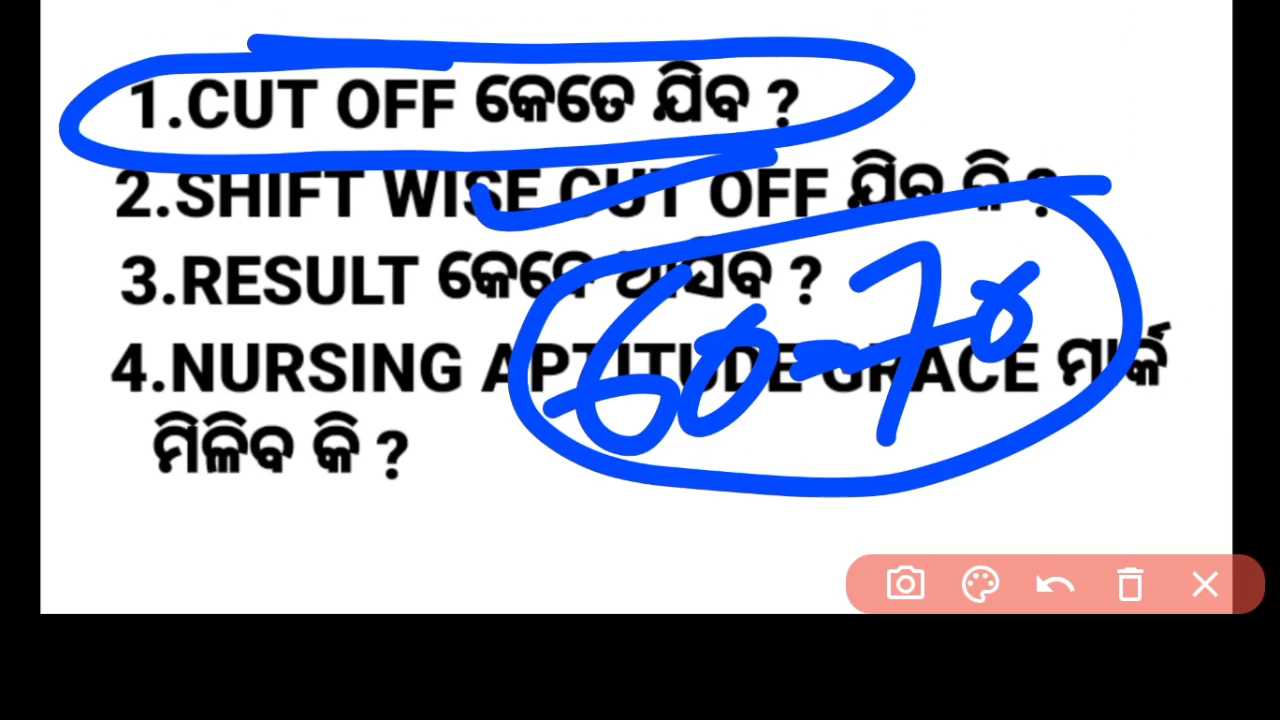 1.CUT OFF କେତେ ଯିବ ?
2.SHIFT WISE CUT OFF ଯିବ କି ?
3.RESULT କେବେ ଆସିବ ?
4.NURSING APTITUDE GRACE ମାର୍କ
ମିଳିବ କି ?
60-70